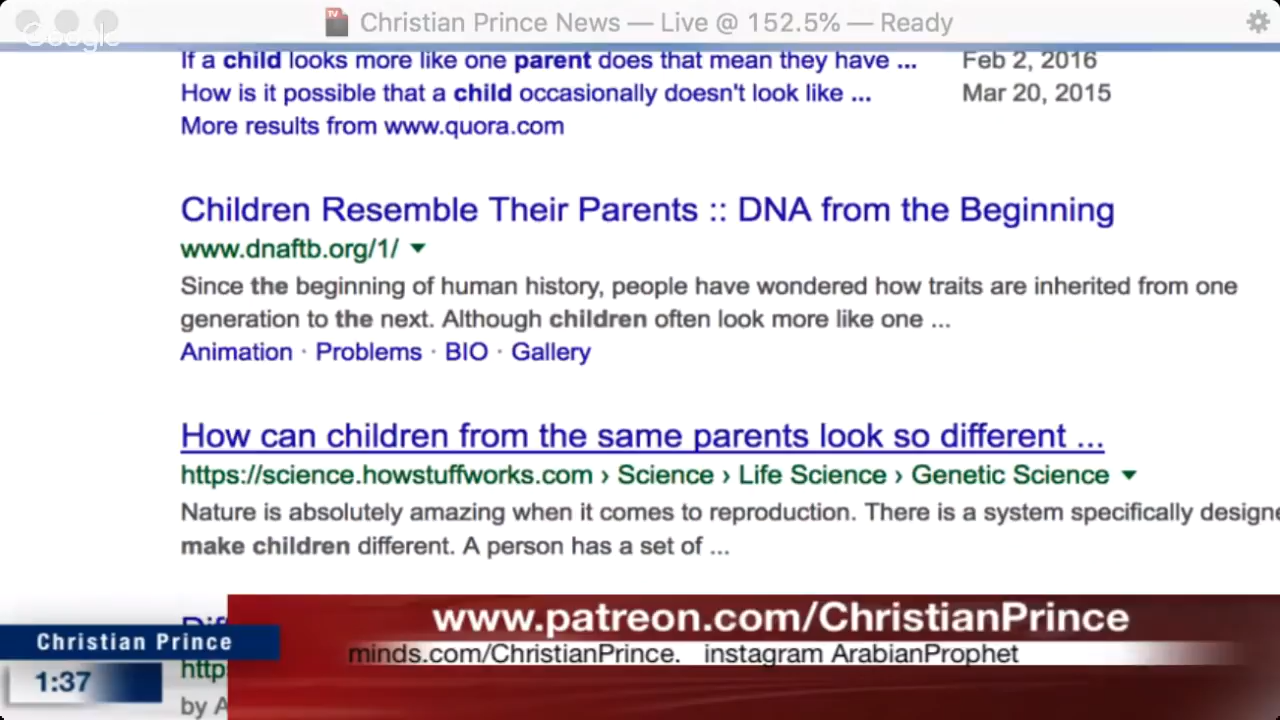 Christian Prince News — Live @ 152.5% — Ready
Google
If a child looks more like one parent does that mean they have ... Feb 2, 2016
How is it possible that a child occasionally doesn't look like ... Mar 20, 2015
More results from www.quora.com
Children Resemble Their Parents :: DNA from the Beginning
www.dnaftb.org/1/
Since the beginning of human history, people have wondered how traits are inherited from one
generation to the next. Although children often look more like one ...
Animation · Problems · BIO · Gallery
How can children from the same parents look so different ...
https://science.howstuffworks.com › Science › Life Science › Genetic Science
Nature is absolutely amazing when it comes to reproduction. There is a system specifically designe
make children different. A person has a set of ...
www.patreon.com/ChristianPrince
Christian Prince
minds.com/ChristianPrince. instagram ArabianProphet
http
1:37
by A